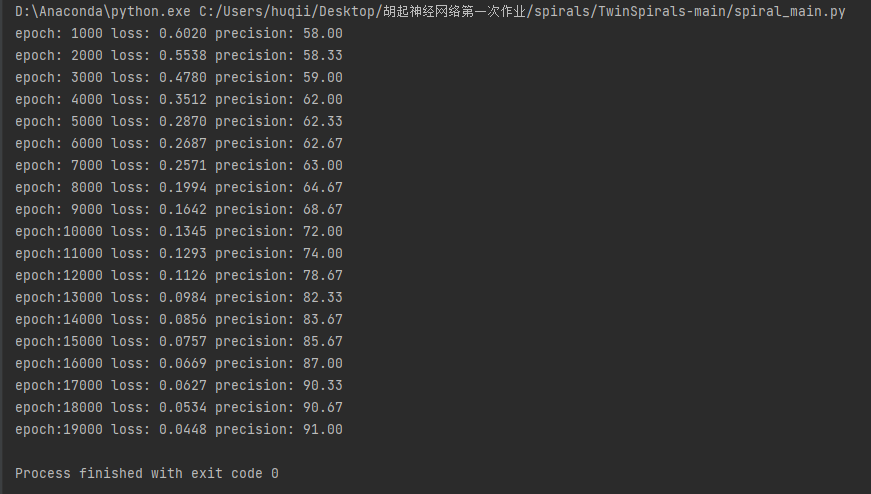 D:\Anaconda\python.exe C:/Users/huqii/Desktop/胡起神经网络第一次作业/spirals/TwinSpirals-main/spiral_main.py
epoch: 1000 loss: 0.6020 precision: 58.00
epoch: 2000 loss: 0.5538 precision: 58.33
epoch: 3000 loss: 0.4780 precision: 59.00
epoch: 4000 loss: 0.3512 precision: 62.00
epoch: 5000 loss: 0.2870 precision: 62.33
epoch: 6000 loss: 0.2687 precision: 62.67
epoch: 7000 loss: 0.2571 precision: 63.00
epoch: 8000 loss: 0.1994 precision: 64.67
epoch: 9000 loss: 0.1642 precision: 68.67
epoch:10000 loss: 0.1345 precision: 72.00
epoch:11000 loss: 0.1293 precision: 74.00
epoch:12000 loss: 0.1126 precision: 78.67
epoch:13000 loss: 0.0984 precision: 82.33
epoch:14000 loss: 0.0856 precision: 83.67
epoch:15000 loss: 0.0757 precision: 85.67
epoch:16000 loss: 0.0669 precision: 87.00
epoch:17000 loss: 0.0627 precision: 90.33
epoch:18000 loss: 0.0534 precision: 90.67
epoch:19000 loss: 0.0448 precision: 91.00
Process finished with exit code 0